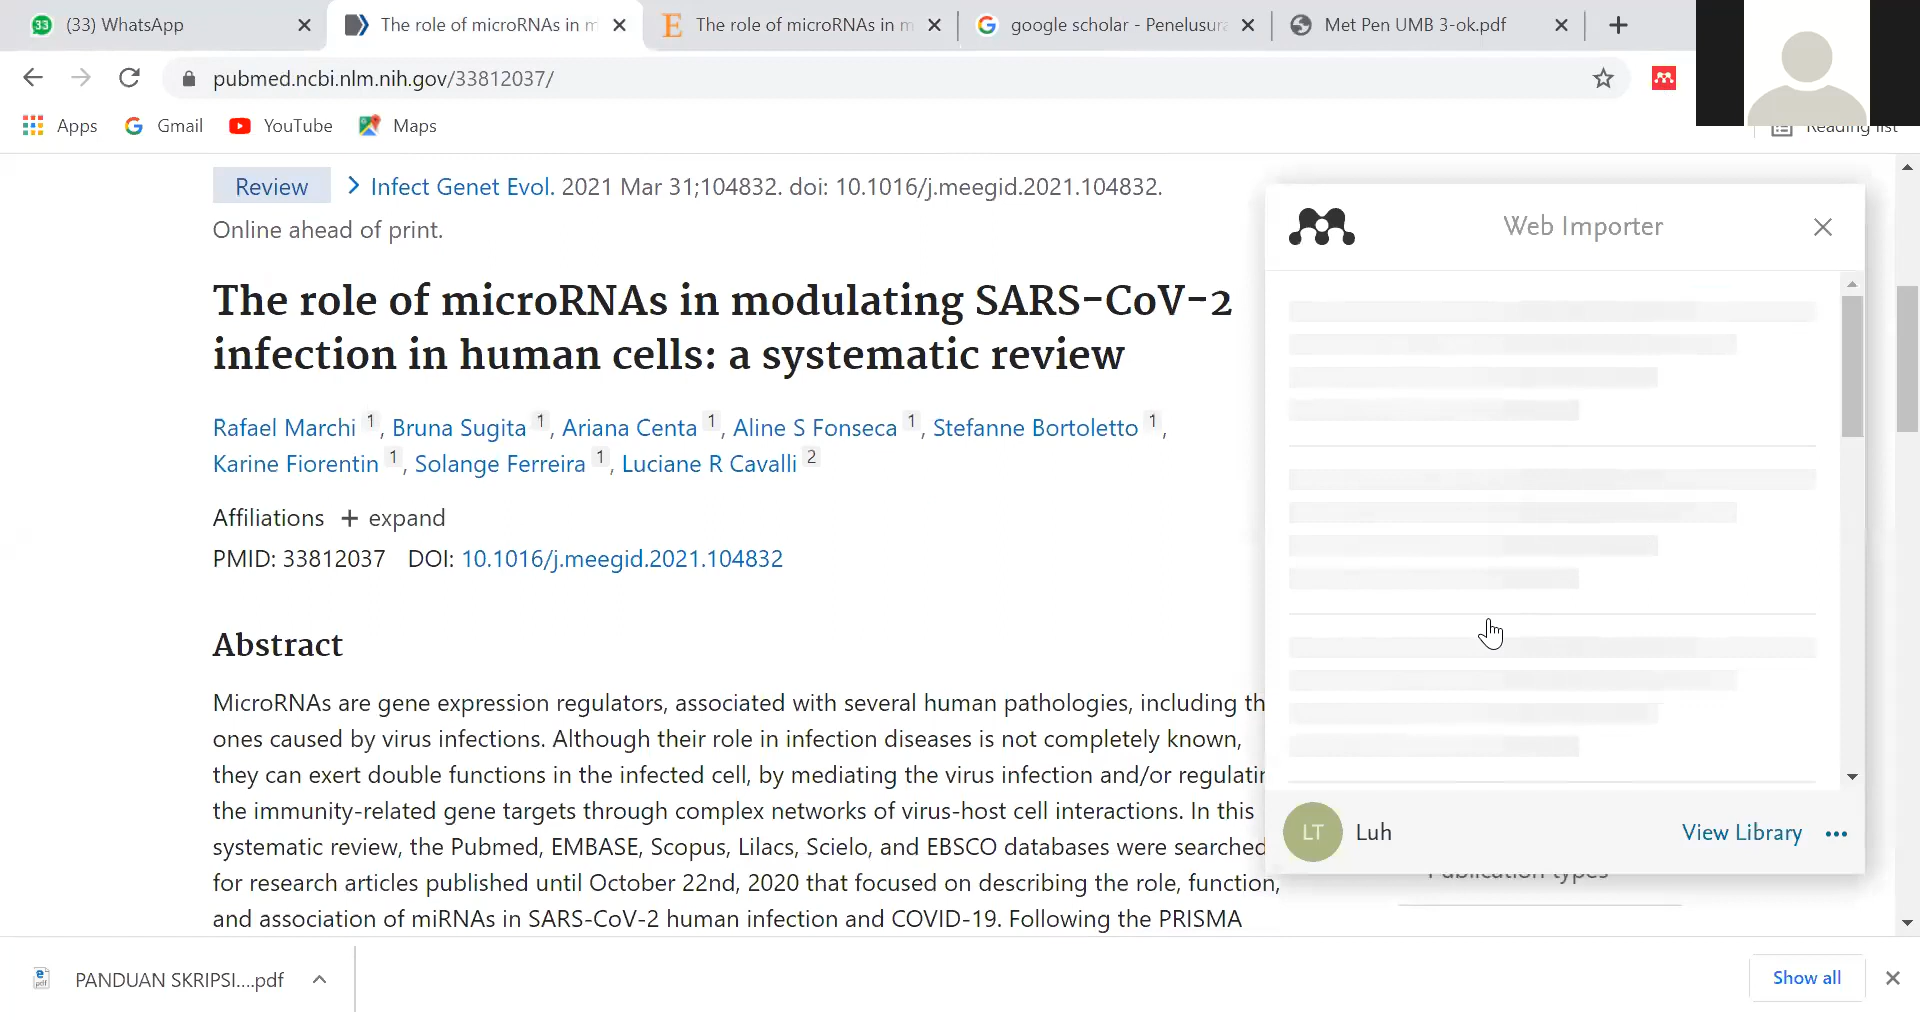 33
(33) WhatsApp
The role of microRNAs in m
The role of microRNAs in m
google scholar - Penelusura
Met Pen UMB 3-ok.pdf
pubmed.ncbi.nlm.nih.gov/33812037/
Apps
Gmail
YouTube
Maps
Reading list
Review
Infect Genet Evol. 2021 Mar 31;104832. doi: 10.1016/j.meegid.2021.104832.
Online ahead of print.
The role of microRNAs in modulating SARS-CoV-2
infection in human cells: a systematic review
Rafael Marchi 1, Bruna Sugita 1, Ariana Centa 1, Aline S Fonseca 1, Stefanne Bortoletto 1,
Karine Fiorentin 1, Solange Ferreira 1, Luciane R Cavalli 2
Affiliations + expand
PMID: 33812037 DOI: 10.1016/j.meegid.2021.104832
Abstract
MicroRNAs are gene expression regulators, associated with several human pathologies, including th
ones caused by virus infections. Although their role in infection diseases is not completely known,
they can exert double functions in the infected cell, by mediating the virus infection and/or regulatin
the immunity-related gene targets through complex networks of virus-host cell interactions. In this
systematic review, the Pubmed, EMBASE, Scopus, Lilacs, Scielo, and EBSCO databases were searched
for research articles published until October 22nd, 2020 that focused on describing the role, function,
and association of miRNAs in SARS-CoV-2 human infection and COVID-19. Following the PRISMA
Web Importer
LT
Luh
View Library
Publication types
PANDUAN SKRIPSI....pdf
Show all